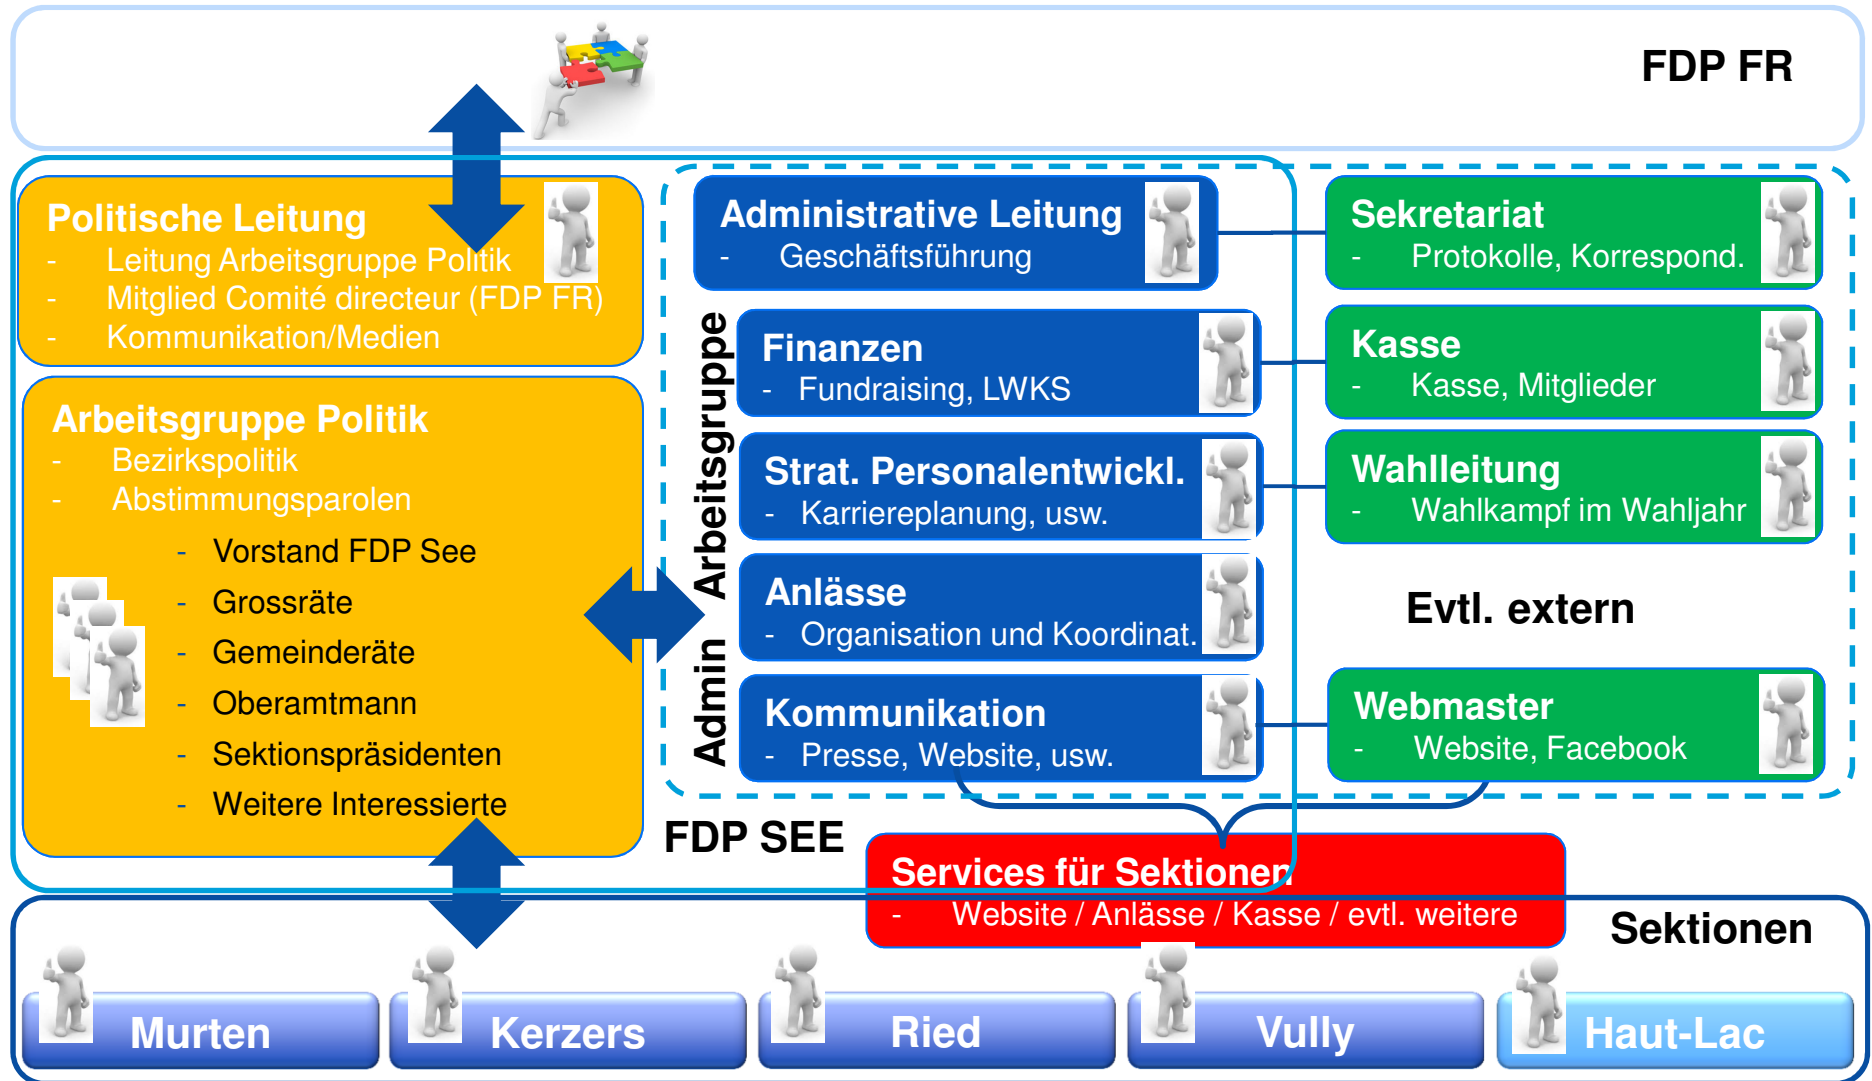 FDP FR
Politische Leitung
- Leitung Arbeitsgruppe Politik
- Mitglied Comité directeur (FDP FR)
- Kommunikation/Medien
Arbeitsgruppe Politik
- Bezirkspolitik
- Abstimmungsparolen
- Vorstand FDP See
- Grossräte
- Gemeinderäte
- Oberamtmann
- Sektionspräsidenten
- Weitere Interessierte
Admin Arbeitsgruppe
Administrative Leitung
- Geschäftsführung
Finanzen
- Fundraising, LWKS
Strat. Personalentwickl.
- Karriereplanung, usw.
Anlässe
- Organisation und Koordinat.
Kommunikation
- Presse, Website, usw.
Sekretariat
- Protokolle, Korrespond.
Kasse
- Kasse, Mitglieder
Wahlleitung
- Wahlkampf im Wahljahr
Evtl. extern
Webmaster
- Website, Facebook
FDP SEE
Services für Sektionen
- Website / Anlässe / Kasse / evtl. weitere
Sektionen
Murten
Kerzers
Ried
Vully
Haut-Lac